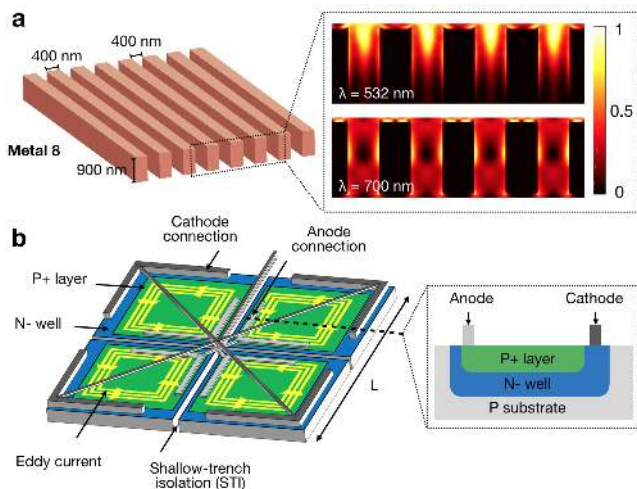 a
400 nm
400 nm
Metal 8
900 nm
λ = 532 nm
λ = 700 nm
1
0.5
0
b
Cathode
connection
Anode
connection
P+ layer
N- well
L
Eddy current
Shallow-trench
isolation (STI)
Anode
Cathode
P+ layer
N- well
P substrate